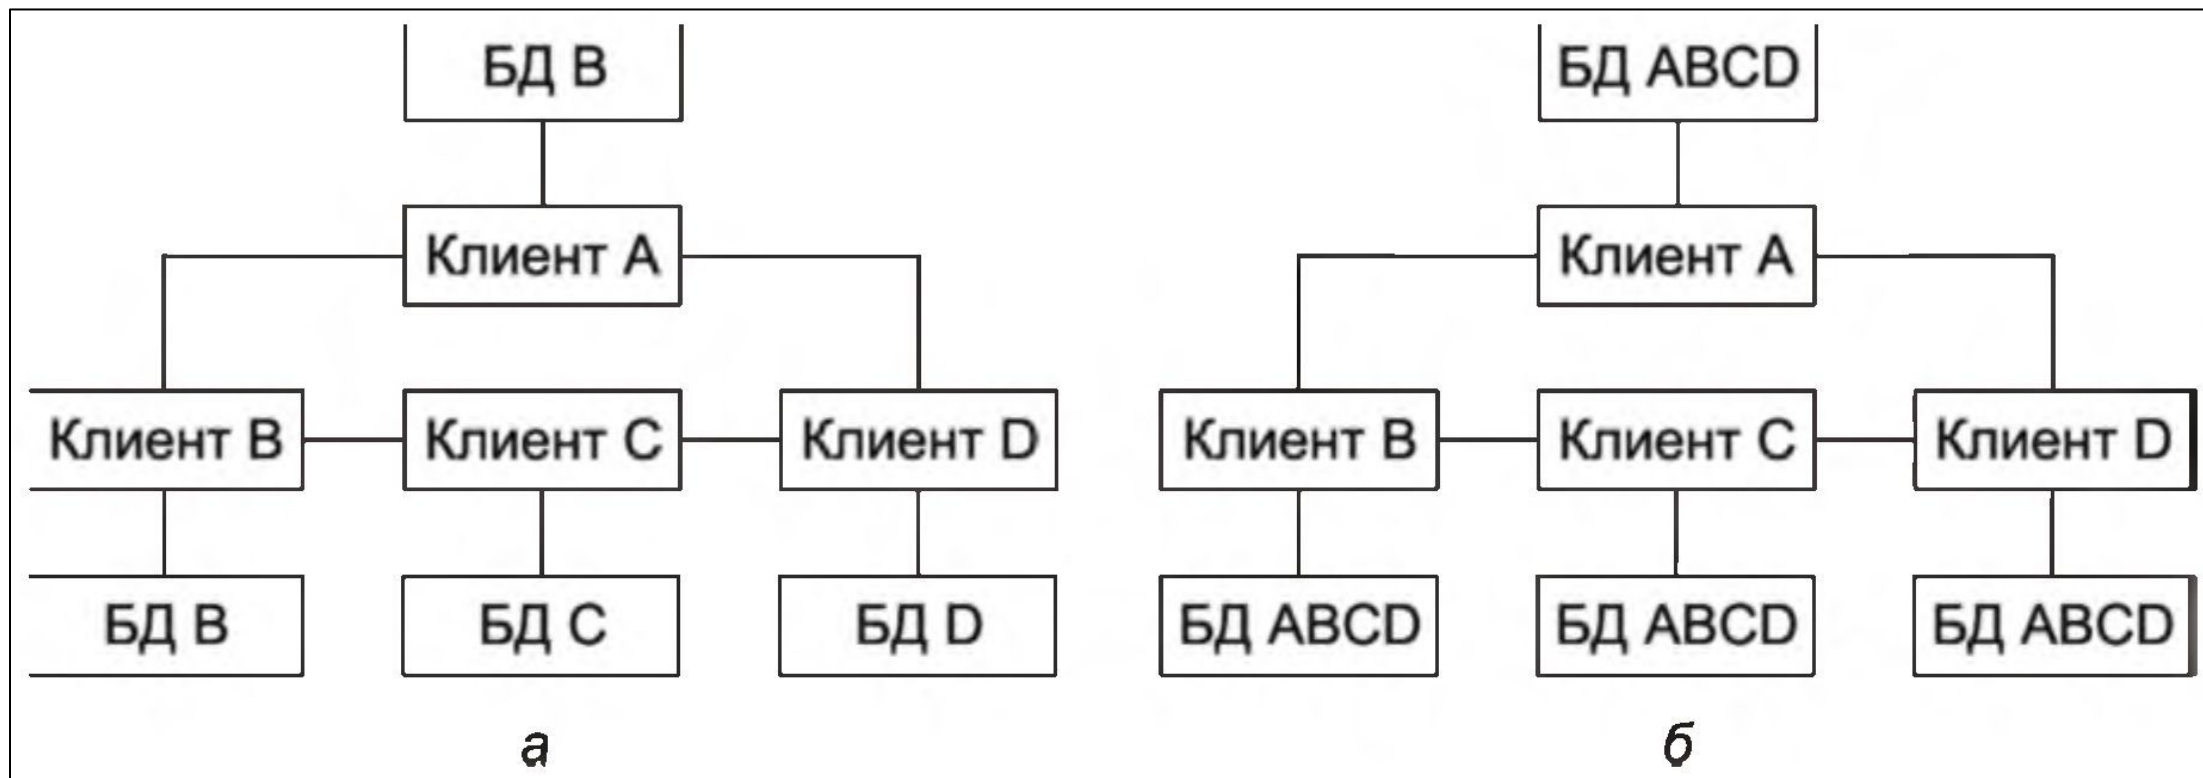 БД B
БД ABCD
Клиент A
Клиент A
Клиент B
Клиент C
Клиент D
Клиент B
Клиент C
Клиент D
БД B
БД C
БД D
БД ABCD
БД ABCD
БД ABCD
а
б